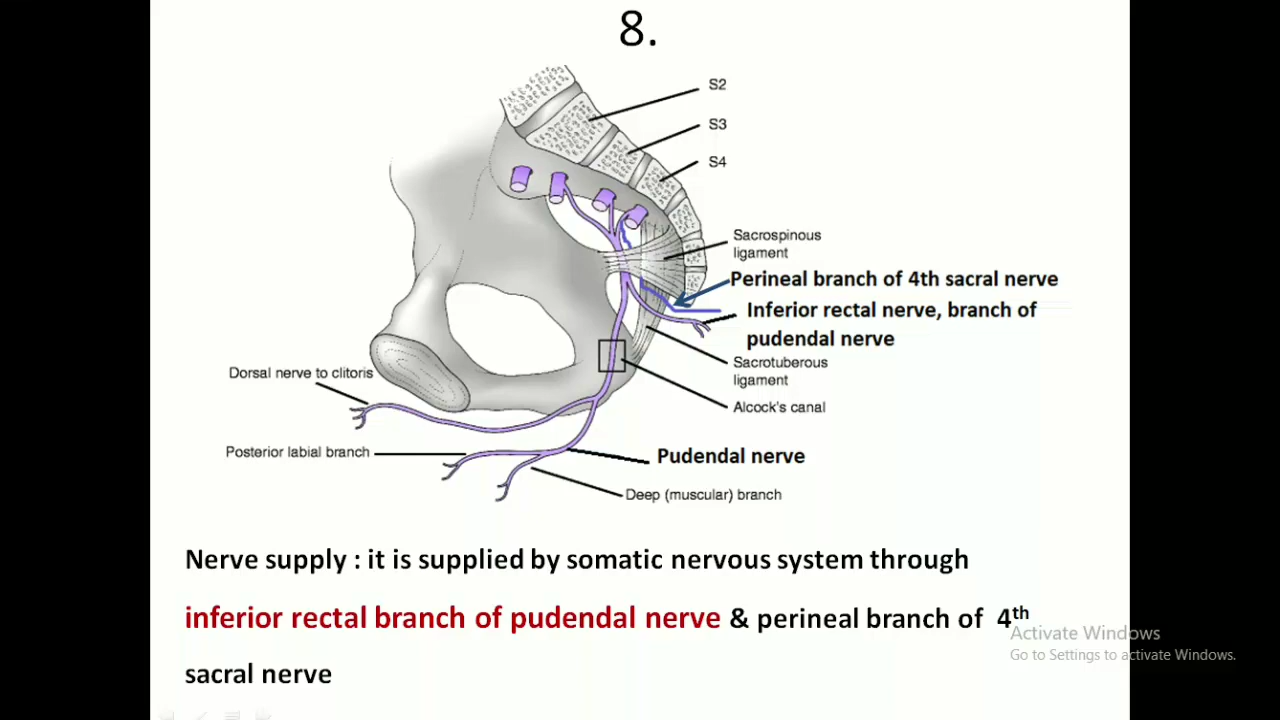 8.
S2
S3
S4
Sacrospinous
ligament
Perineal branch of 4th sacral nerve
Inferior rectal nerve, branch of
pudendal nerve
Sacrotuberous
ligament
Dorsal nerve to clitoris
Alcock's canal
Posterior labial branch
Pudendal nerve
Deep (muscular) branch
Nerve supply : it is supplied by somatic nervous system through
inferior rectal branch of pudendal nerve & perineal branch of 4th
sacral nerve
Activate Windows
Go to Settings to activate Windows.